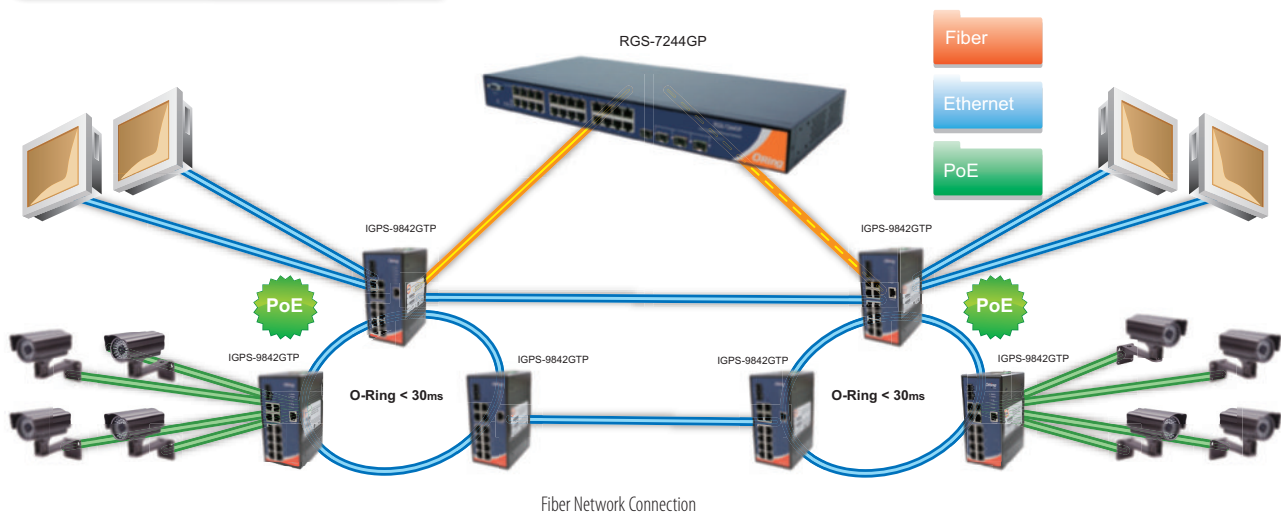 RGS-7244GP
Fiber
Ethernet
PoE
IGPS-9842GTP
IGPS-9842GTP
PoE
PoE
IGPS-9842GTP
IGPS-9842GTP
IGPS-9842GTP
IGPS-9842GTP
O-Ring < 30ms
O-Ring < 30ms
ORing
Fiber Network Connection